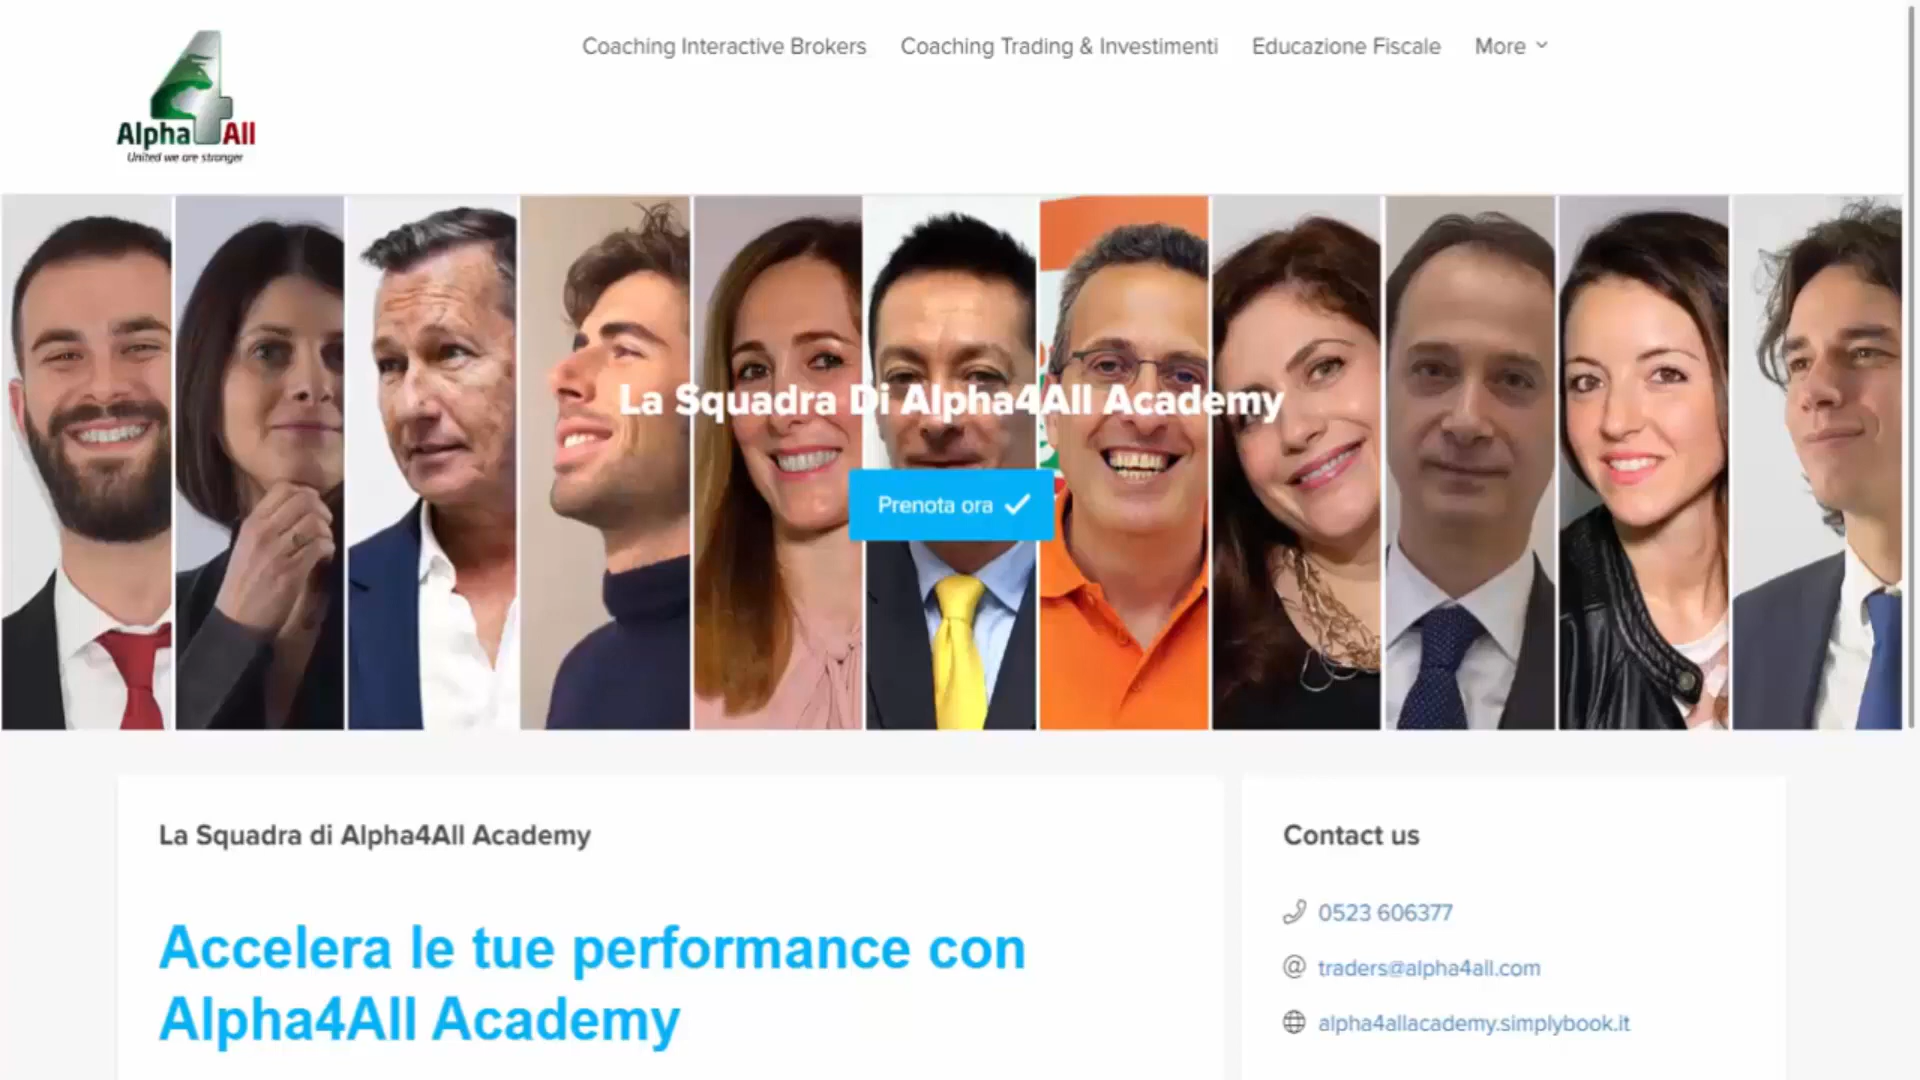 Coaching Interactive Brokers
Coaching Trading & Investimenti
Educazione Fiscale
More
Alpha4All
United we are stronger
La Squadra Di Alpha4All Academy
Prenota ora
La Squadra di Alpha4All Academy
Accelera le tue performance con
Alpha4All Academy
Contact us
0523 606377
traders@alpha4all.com
alpha4allacademy.simplybook.it